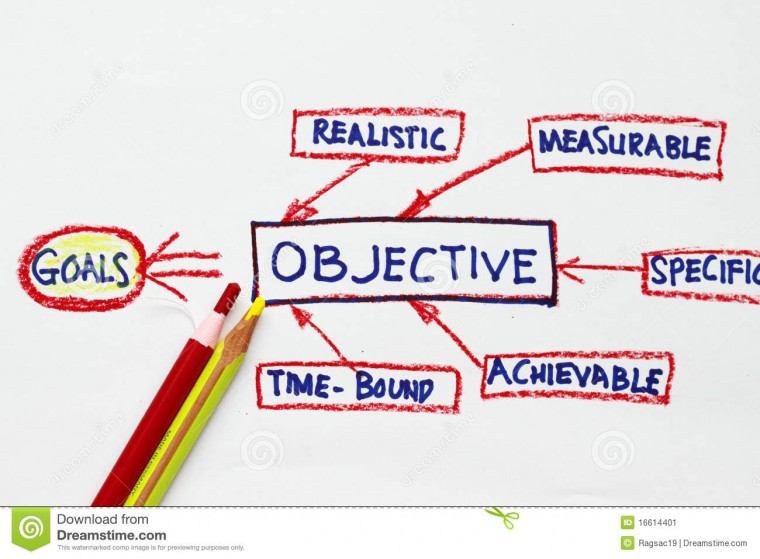 REALISTIC
MEASURABLE
GOALS
OBJECTIVE
SPECIFIC
TIME-BOUND
ACHIEVABLE
Download from
Dreamstime.com
This watermarked comp image is for previewing purposes only.
ID 16614401
© Ragsac19 | Dreamstime.com